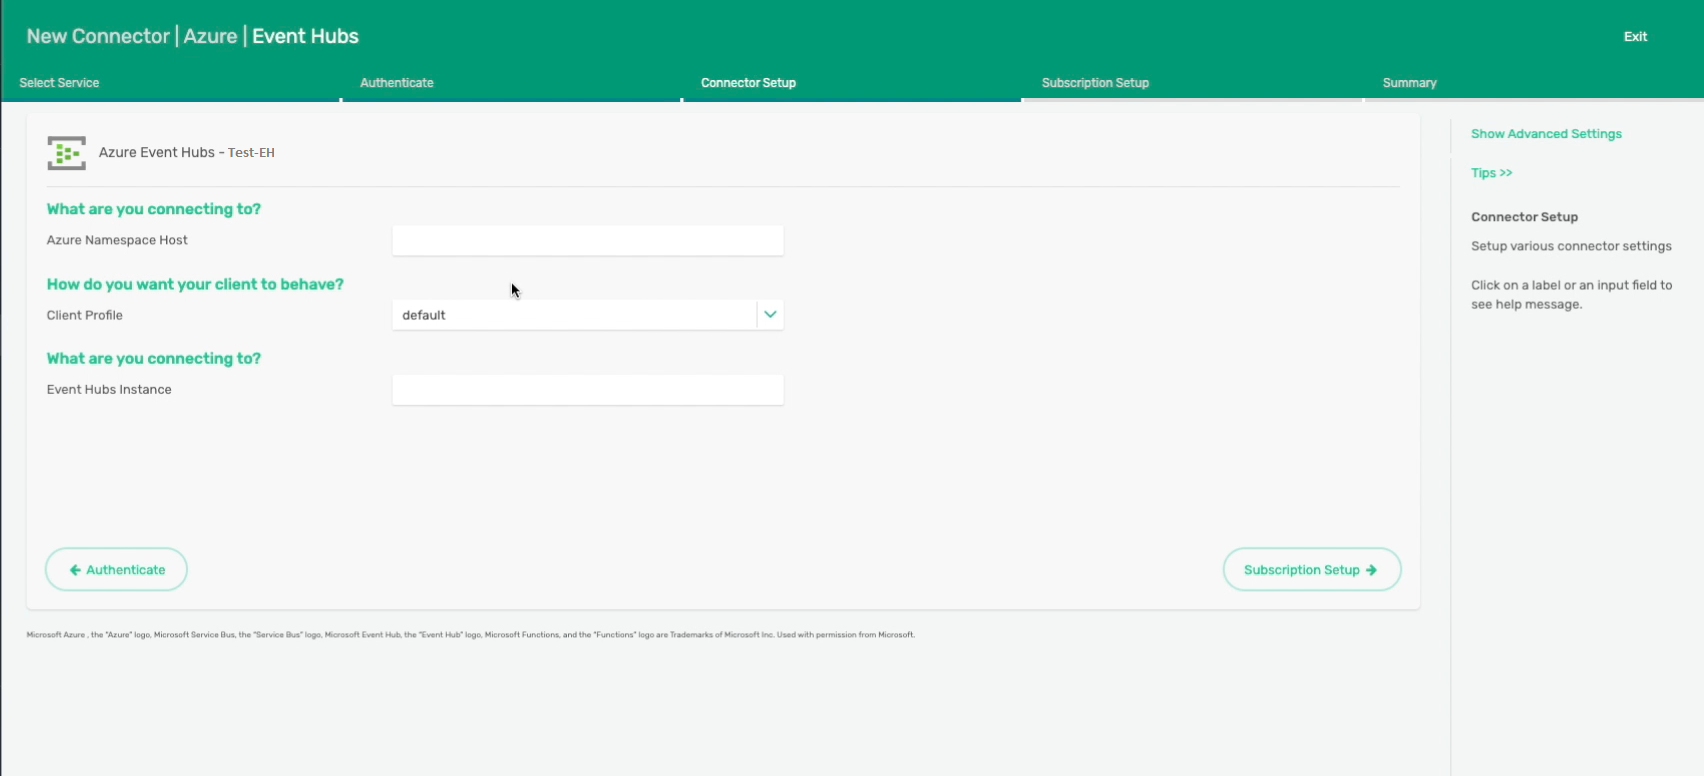 New Connector | Azure | Event Hubs
Exit
Select Service
Authenticate
Connector Setup
Subscription Setup
Summary
Azure Event Hubs - Test-EH
What are you connecting to?
Azure Namespace Host
How do you want your client to behave?
Client Profile
default
What are you connecting to?
Event Hubs Instance
Authenticate
Subscription Setup
Microsoft Azure , the "Azure" logo, Microsoft Service Bus, the "Service Bus" logo, Microsoft Event Hub, the "Event Hub" logo, Microsoft Functions, and the "Functions" logo are Trademarks of Microsoft Inc. Used with permission from Microsoft.
Show Advanced Settings
Tips >>
Connector Setup
Setup various connector settings
Click on a label or an input field to
see help message.